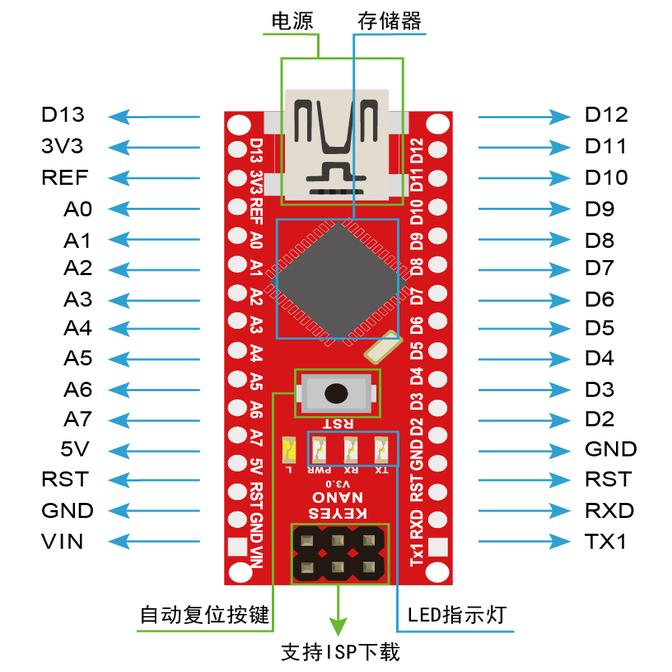 电源
存储器
D13
3V3
REF
A0
A1
A2
A3
A4
A5
A6
A7
5V
RST
GND
VIN
D13
3V3
REF
A0
A1
A2
A3
A4
A5
A6
A7
5V
RST
GND
VIN
D12
D11
D10
D9
D8
D7
D6
D5
D4
D3
D2
GND
RST
RXD
Tx1
D12
D11
D10
D9
D8
D7
D6
D5
D4
D3
D2
GND
RST
RXD
TX1
RST
L
PWR
RX
TX
V3.0
NANO
KEYES
自动复位按键
LED指示灯
支持ISP下载